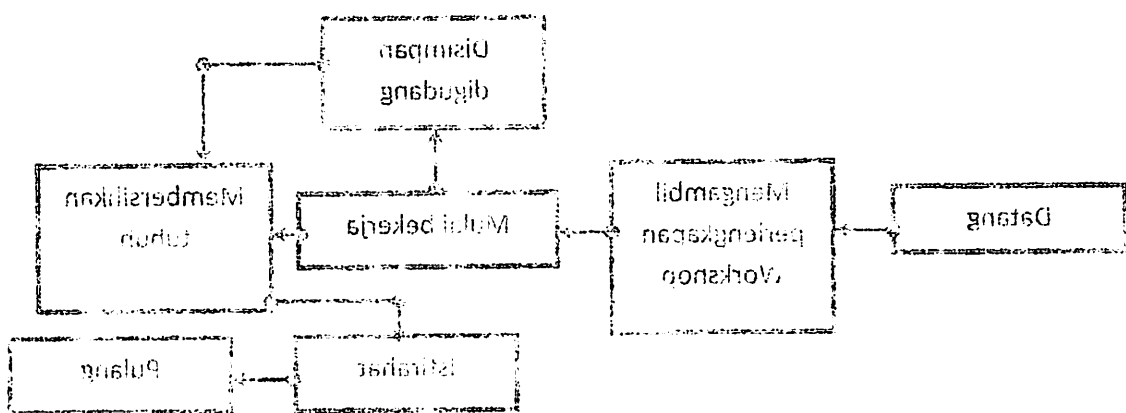 Datang
Mengambil
perlengkapan
Workshop
Mulai bekerja
Disimpan
digudang
Membersihkan
tubuh
Istirahat
Pulang